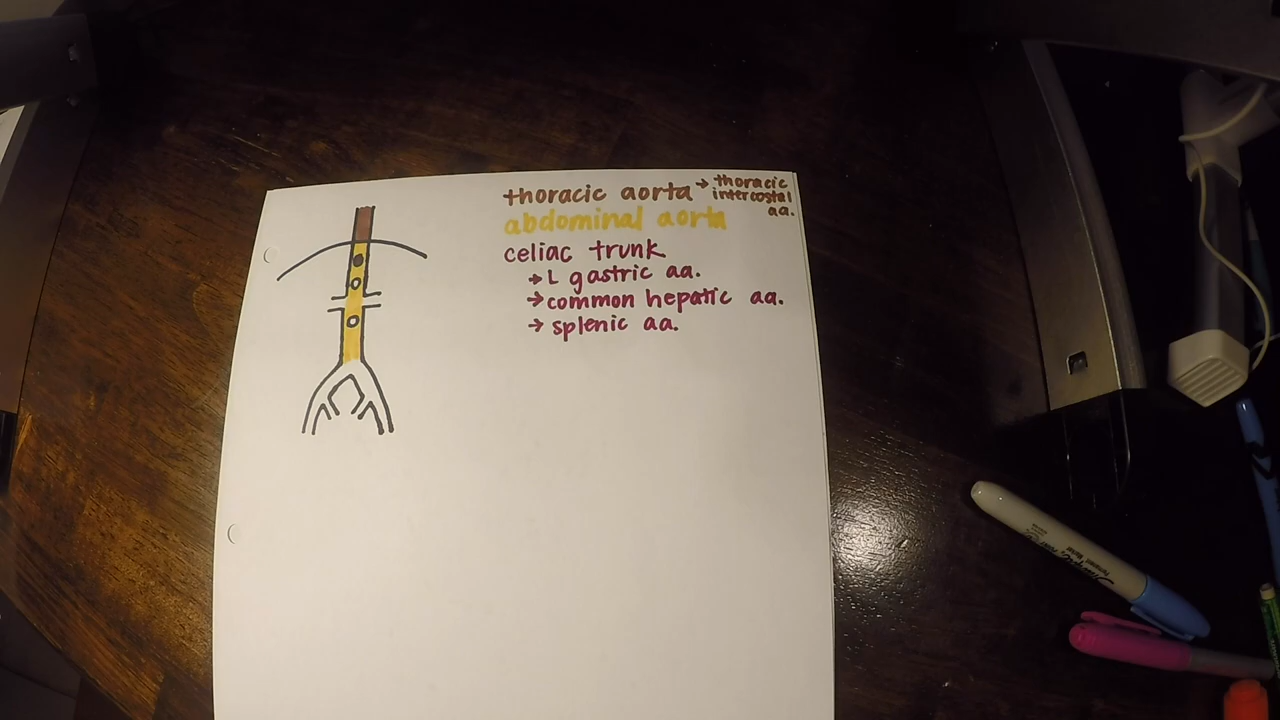 thoracic aorta → thoracic
intercostal
aa.
abdominal aorta
celiac trunk
→ L gastric aa.
→ common hepatic aa.
→ splenic aa.